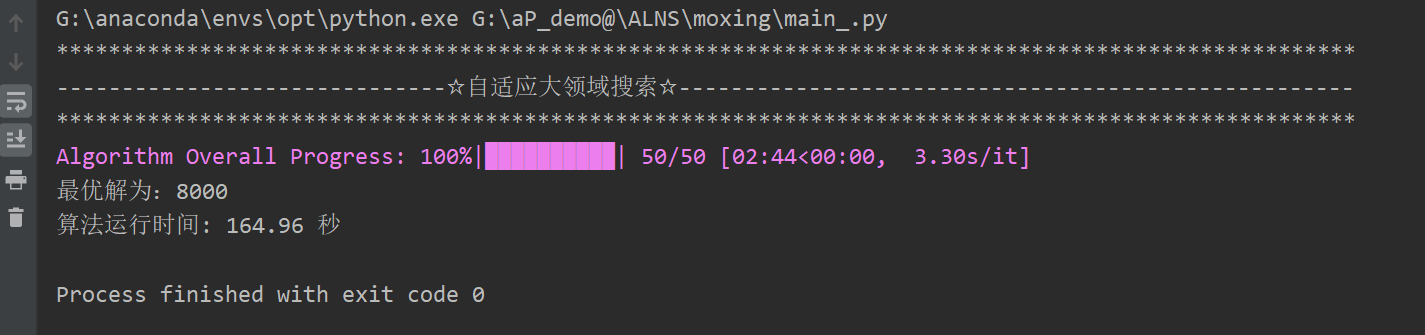 G:\anaconda\envs\opt\python.exe G:\aP_demo@\ALNS\moxing\main_.py
****************************************************************************************************
------------------------------☆自适应大领域搜索☆----------------------------------------------------
****************************************************************************************************
Algorithm Overall Progress: 100%|██████████| 50/50 [02:44<00:00,  3.30s/it]
最优解为：8000
算法运行时间: 164.96 秒
Process finished with exit code 0